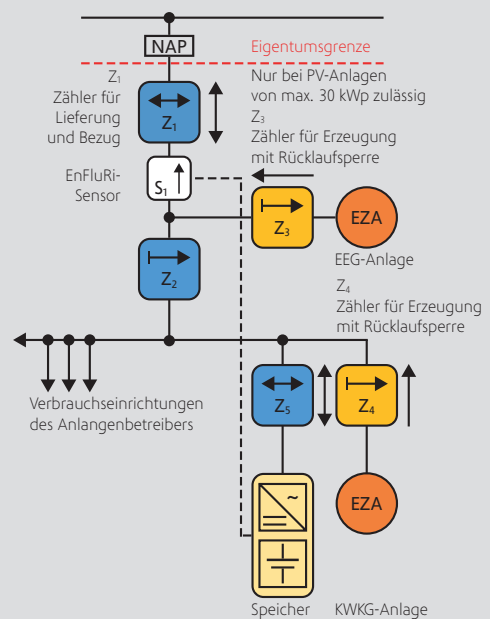 NAP
Eigentumsgrenze
Z1
Zähler für
Lieferung
und Bezug
Z1
Nur bei PV-Anlagen
von max. 30 kWp zulässig
Z3
Zähler für Erzeugung
mit Rücklaufsperre
EnFluRi-
Sensor
S1
Z3
EZA
EEG-Anlage
Z2
Z4
Zähler für Erzeugung
mit Rücklaufsperre
Verbrauchseinrichtungen
des Anlangenbetreibers
Z5
Z4
~
EZA
Speicher
KWKG-Anlage